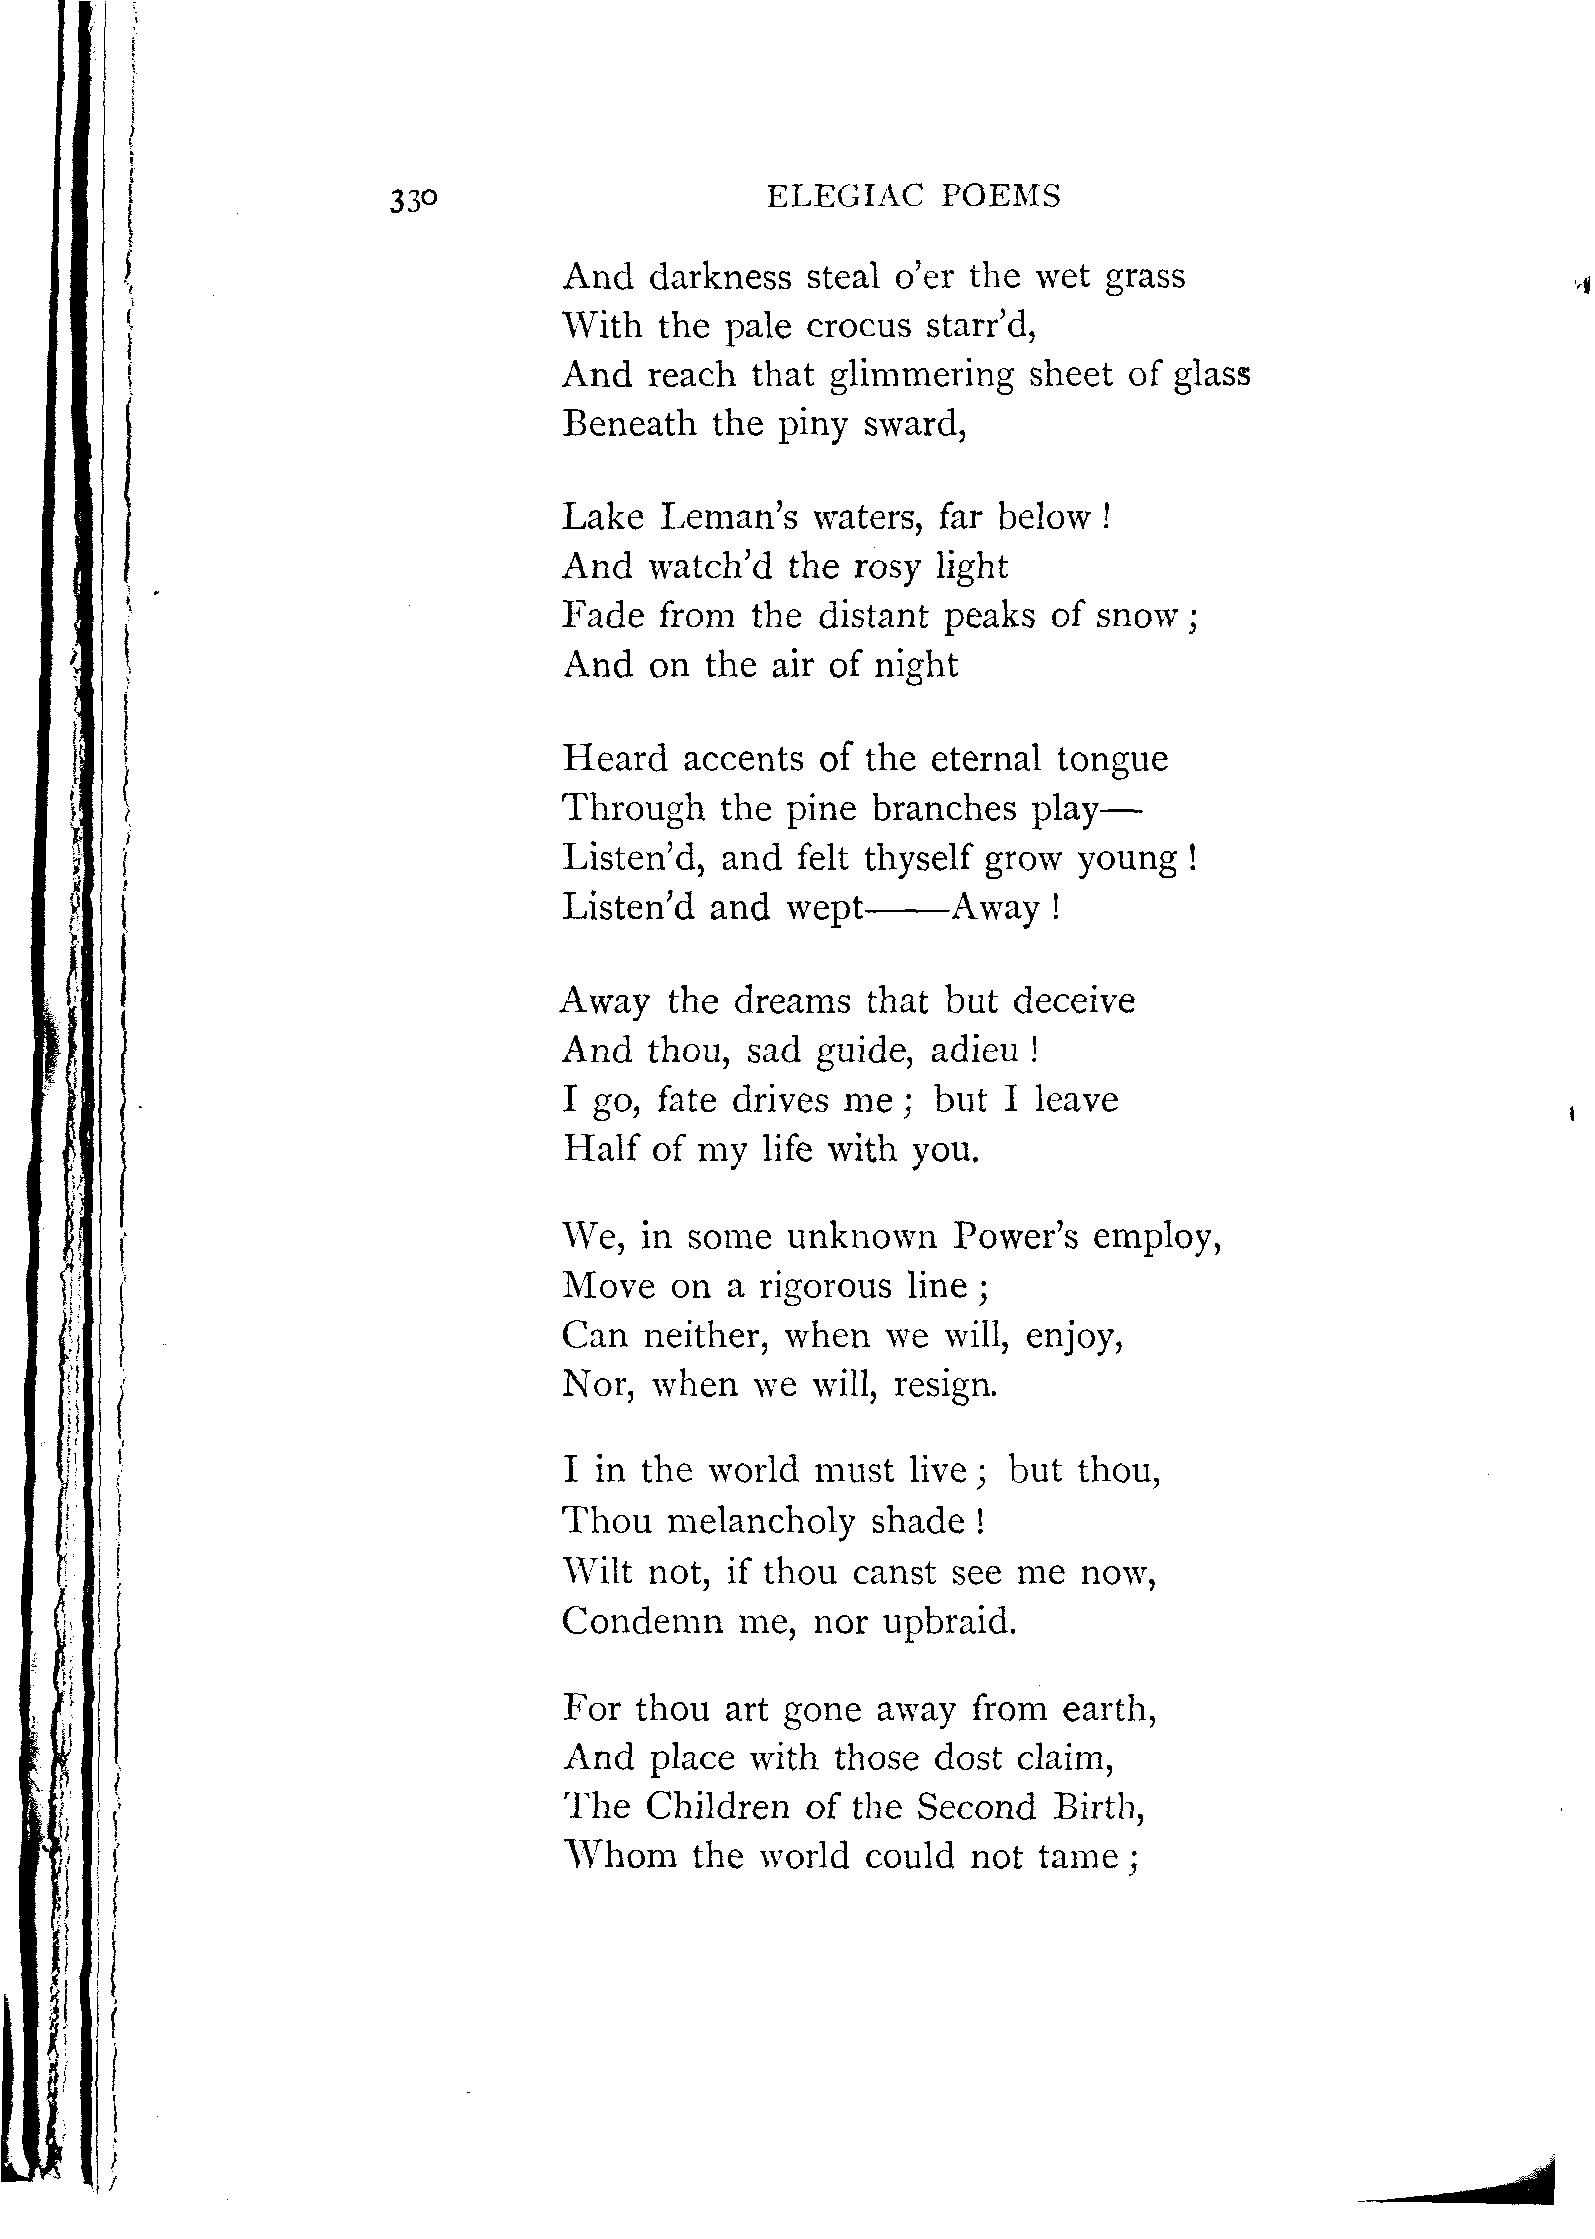 330 ELEGIAC POEMS
And darkness steal o'er the wet grass
With the pale crocus starr'd,
And reach that glimmering sheet of glass
Beneath the piny sward,
Lake Leman's waters, far below !
And watch'd the rosy light
Fade from the distant peaks of snow ;
And on the air of night
Heard accents of the eternal tongue
Through the pine branches play—
Listen'd, and felt thyself grow young !
Listen'd and wept——Away !
Away the dreams that but deceive
And thou, sad guide, adieu !
I go, fate drives me ; but I leave
Half of my life with you.
We, in some unknown Power's employ,
Move on a rigorous line ;
Can neither, when we will, enjoy,
Nor, when we will, resign.
I in the world must live ; but thou,
Thou melancholy shade !
Wilt not, if thou canst see me now,
Condemn me, nor upbraid.
For thou art gone away from earth,
And place with those dost claim,
The Children of the Second Birth,
Whom the world could not tame ;